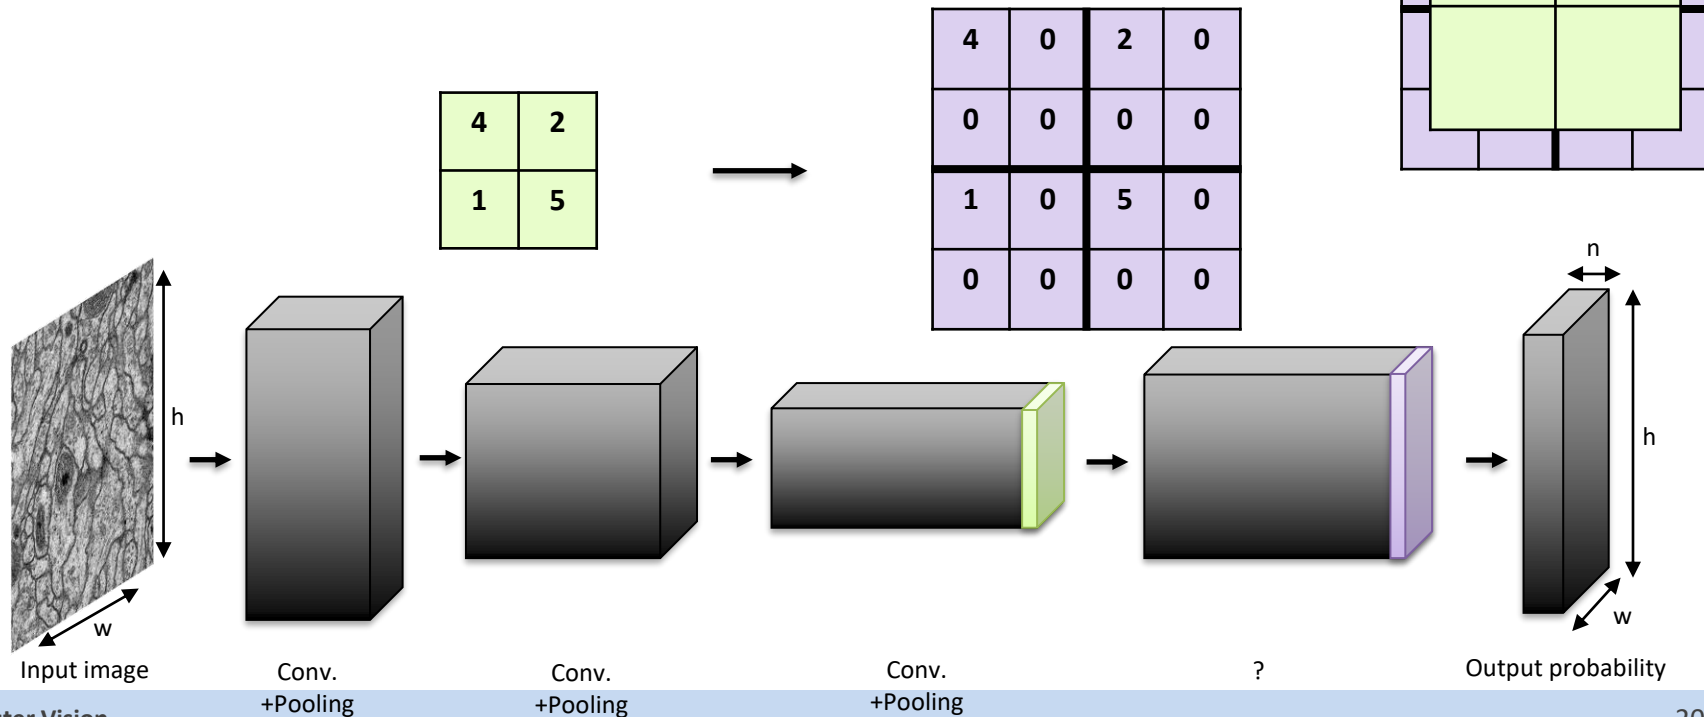 4 0 2 0
0 0 0 0
1 0 5 0
0 0 0 0
4 2
1 5
n
h
h
w
w
Input image
Conv.
+Pooling
Conv.
+Pooling
Conv.
+Pooling
?
Output probability
Vision